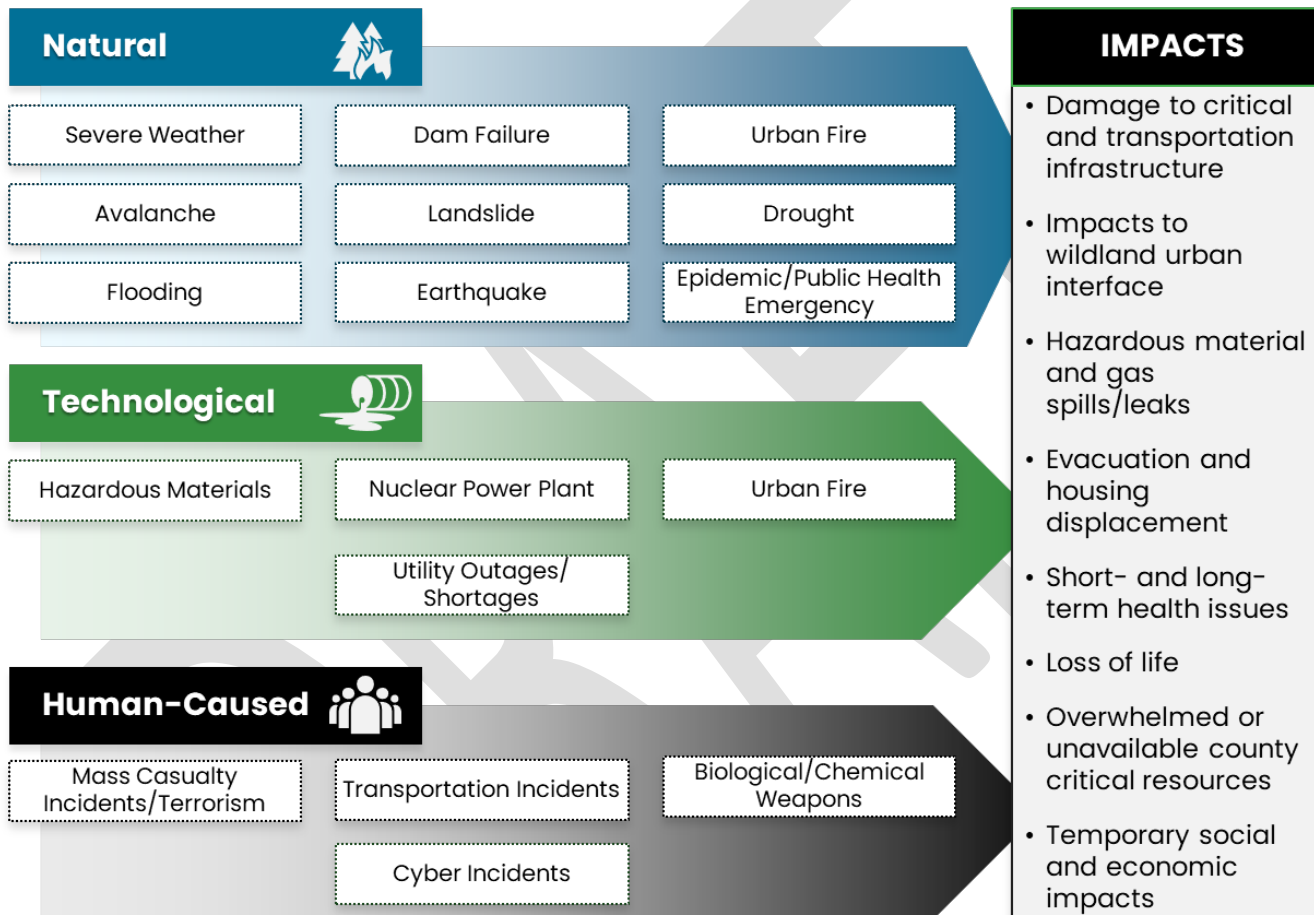 Natural
Severe Weather
Dam Failure
Urban Fire
Avalanche
Landslide
Drought
Flooding
Earthquake
Epidemic/Public Health
Emergency
Technological
Hazardous Materials
Nuclear Power Plant
Urban Fire
Utility Outages/
Shortages
Human-Caused
Mass Casualty
Incidents/Terrorism
Transportation Incidents
Biological/Chemical
Weapons
Cyber Incidents
IMPACTS
• Damage to critical
and transportation
infrastructure
• Impacts to
wildland urban
interface
• Hazardous material
and gas
spills/leaks
• Evacuation and
housing
displacement
• Short- and long-
term health issues
• Loss of life
• Overwhelmed or
unavailable county
critical resources
• Temporary social
and economic
impacts